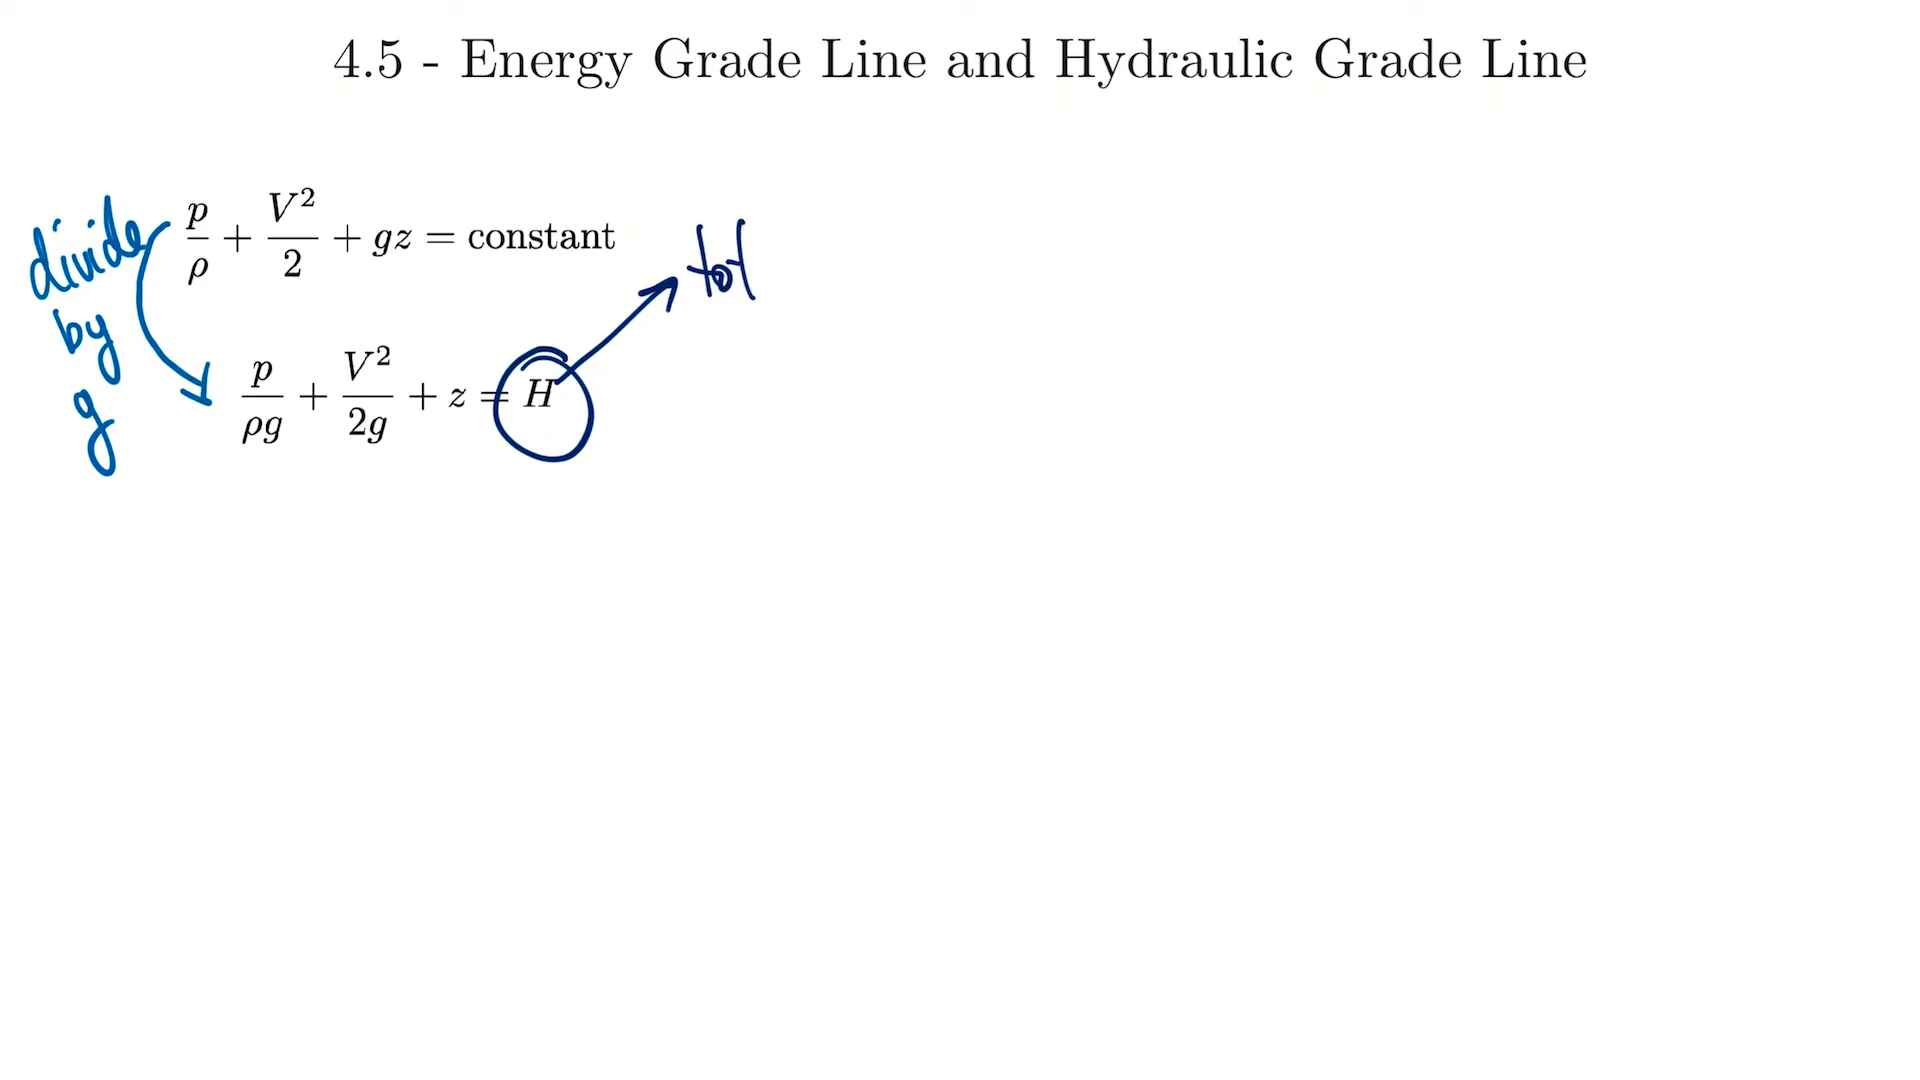 4.5 - Energy Grade Line and Hydraulic Grade Line
divide
by
g
p/ρ + V²/2 + gz = constant
tot
p/ρg + V²/2g + z = H